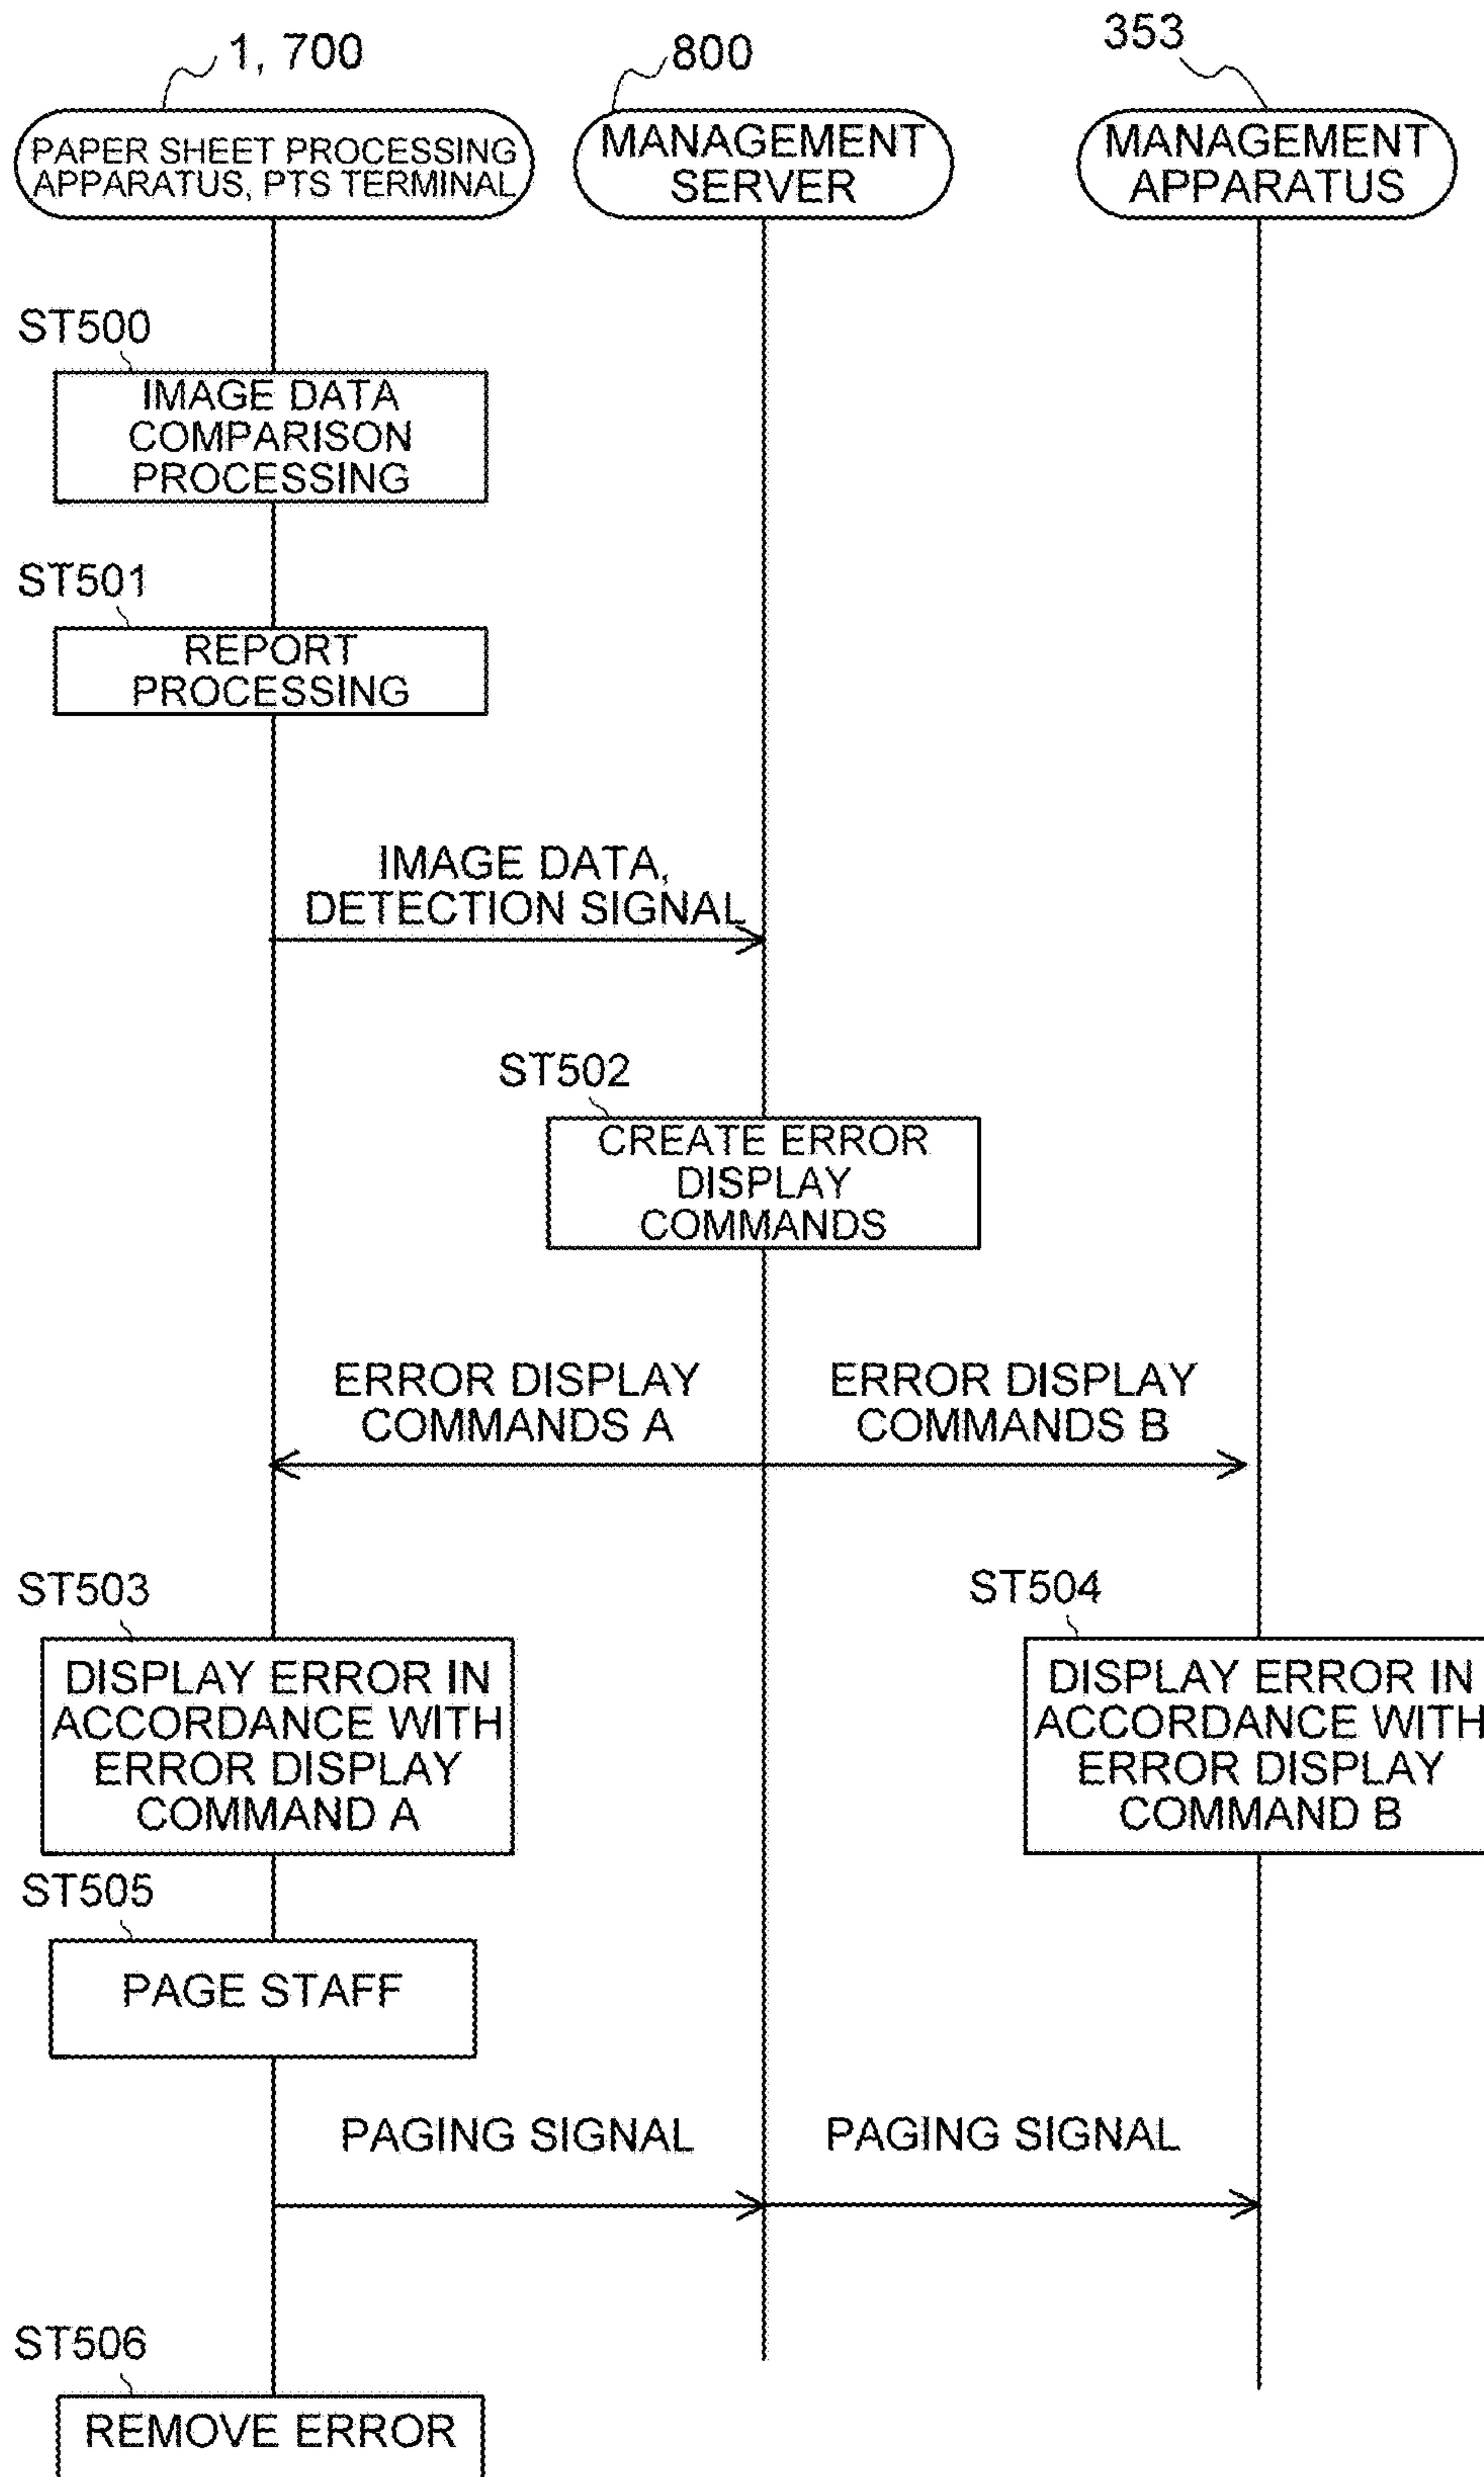 1, 700
800
353
PAPER SHEET PROCESSING
APPARATUS, PTS TERMINAL
MANAGEMENT
SERVER
MANAGEMENT
APPARATUS
ST500
IMAGE DATA
COMPARISON
PROCESSING
ST501
REPORT
PROCESSING
IMAGE DATA,
DETECTION SIGNAL
ST502
CREATE ERROR
DISPLAY
COMMANDS
ERROR DISPLAY
COMMANDS A
ERROR DISPLAY
COMMANDS B
ST503
DISPLAY ERROR IN
ACCORDANCE WITH
ERROR DISPLAY
COMMAND A
ST504
DISPLAY ERROR IN
ACCORDANCE WITH
ERROR DISPLAY
COMMAND B
ST505
PAGE STAFF
PAGING SIGNAL
PAGING SIGNAL
ST506
REMOVE ERROR